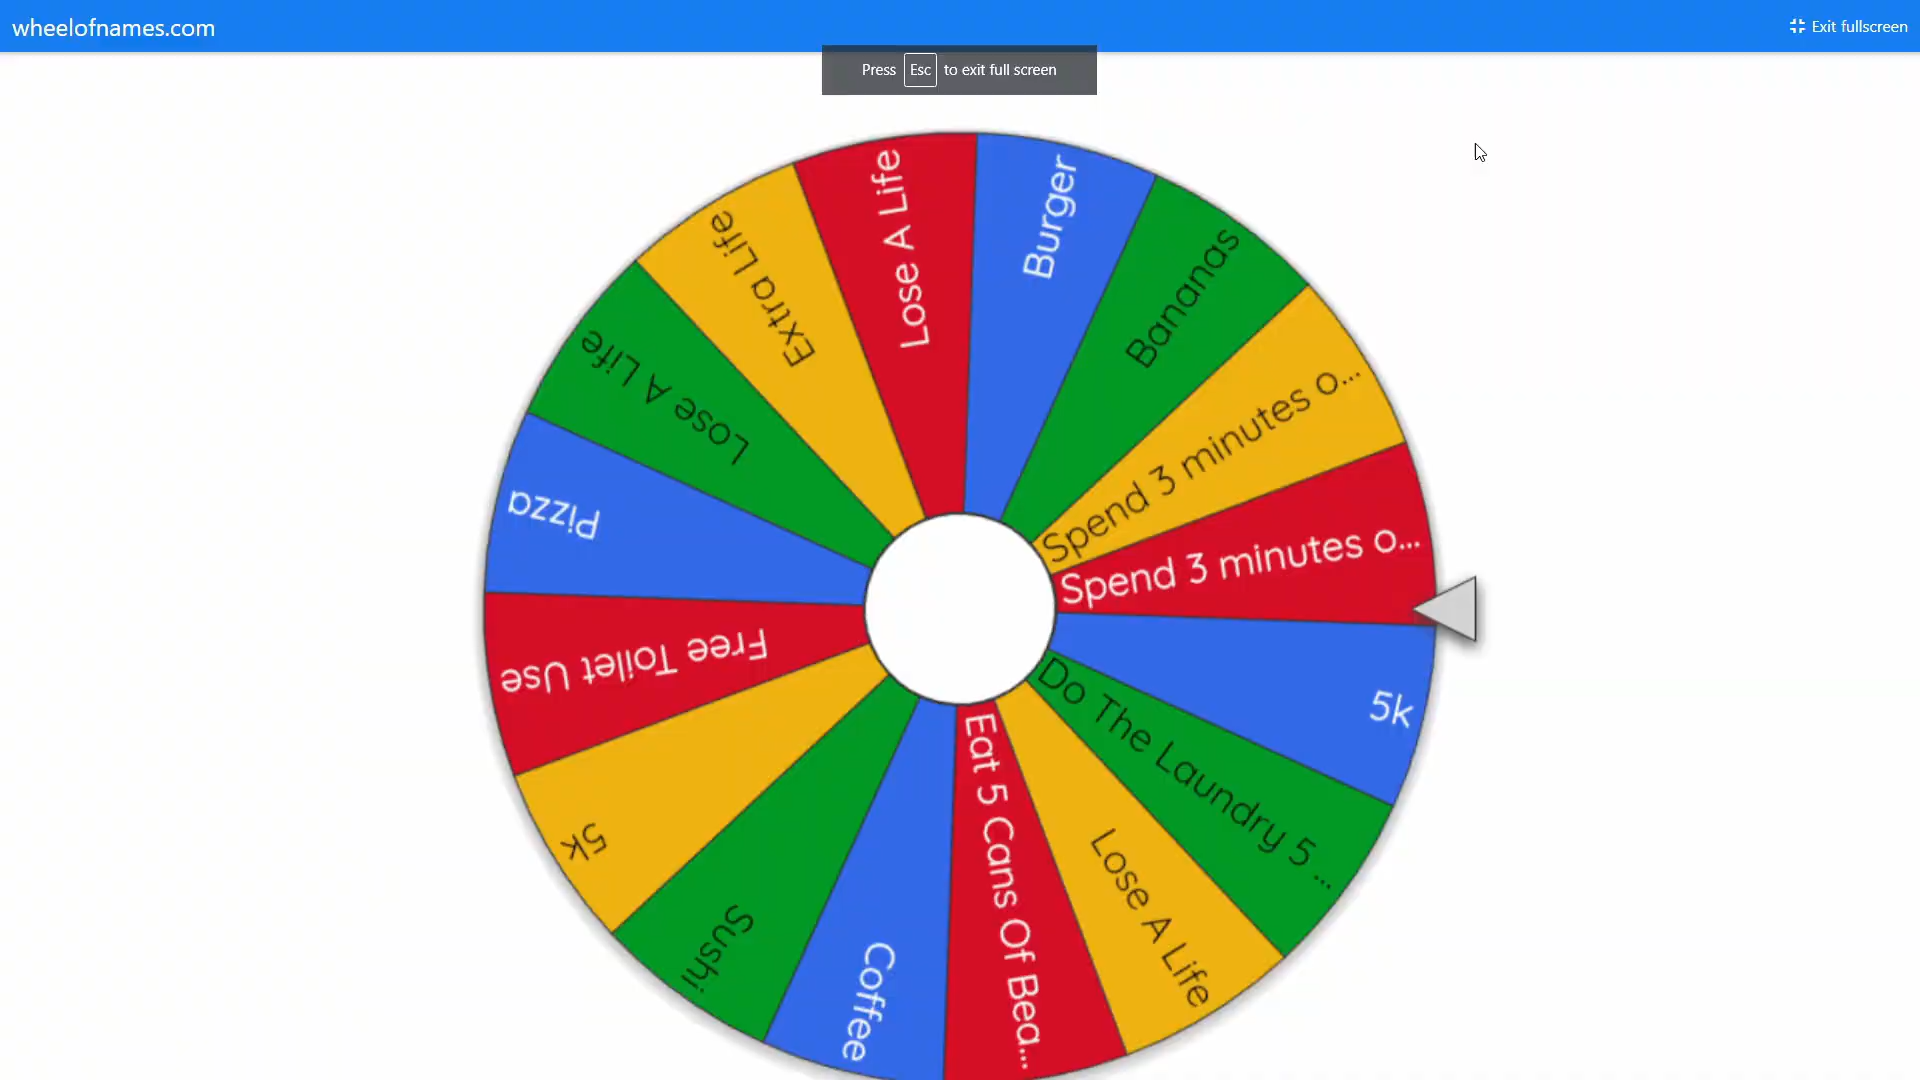 wheelofnames.com
Exit fullscreen
Press Esc to exit full screen
Lose A Life
Burger
Bananas
Spend 3 minutes o...
Spend 3 minutes o...
5k
Do The Laundry 5 ...
Lose A Life
Eat 5 Cans Of Bea...
Coffee
Sushi
5k
Free Toilet Use
Pizza
Lose A Life
Extra Life